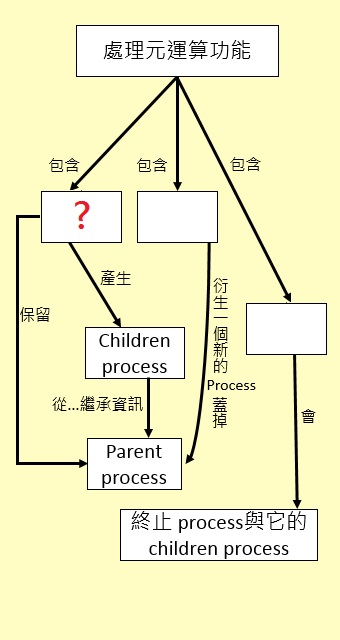 處理元運算功能
包含
包含
包含
?
產生
保留
衍生一個新的Process蓋掉
Children
process
從...繼承資訊
會
Parent
process
終止 process與它的
children process